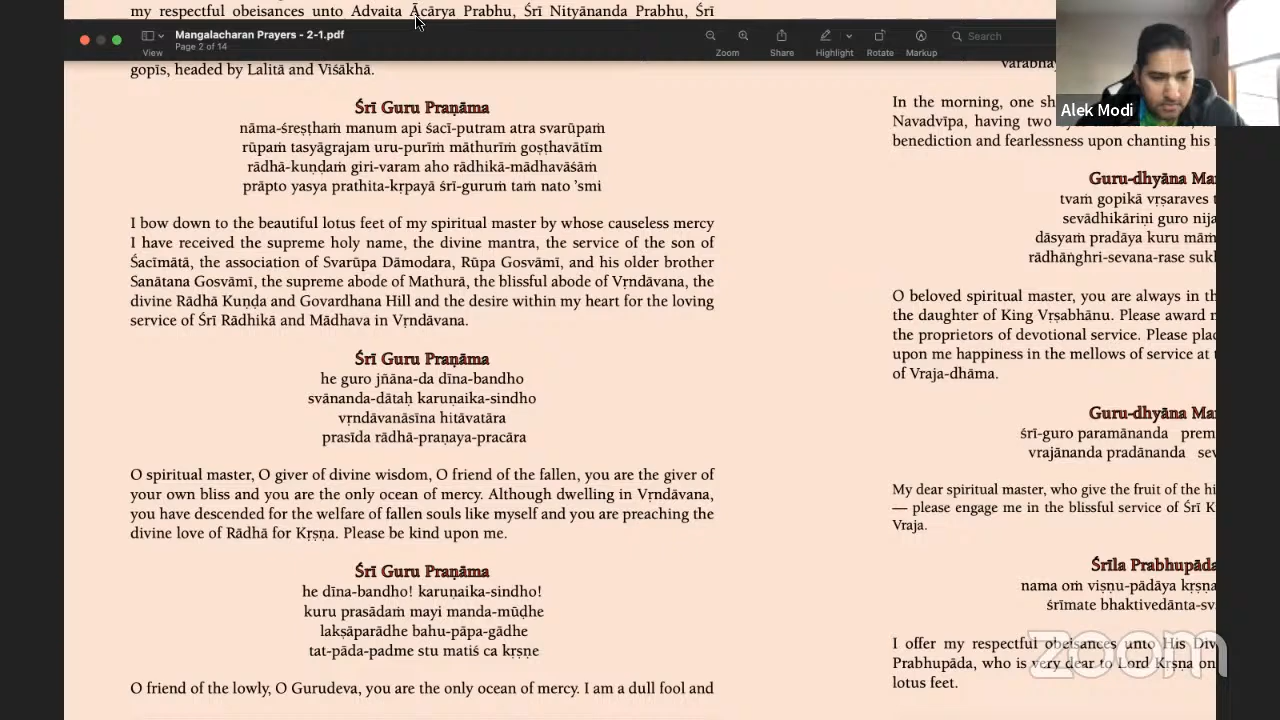 my respectful obeisances unto Advaita Ācārya Prabhu, Śrī Nityānanda Prabhu, Śrī
Mangalacharan Prayers - 2-1.pdf
Page 2 of 14
View
Zoom
Share
Highlight
Rotate
Markup
Search
Alek Modi
gopīs, headed by Lalitā and Viśākhā.
Śrī Guru Praṇāma
nāma-śreṣṭhaṁ manum api śacī-putram atra svarūpaṁ
rūpaṁ tasyāgrajam uru-purīṁ māthurīṁ goṣṭhavātīm
rādhā-kuṇḍaṁ giri-varam aho rādhikā-mādhavāśāṁ
prāpto yasya prathita-kṛpayā śrī-guruṁ taṁ nato ’smi
I bow down to the beautiful lotus feet of my spiritual master by whose causeless mercy
I have received the supreme holy name, the divine mantra, the service of the son of
Śacīmātā, the association of Svarūpa Dāmodara, Rūpa Gosvāmī, and his older brother
Sanātana Gosvāmī, the supreme abode of Mathurā, the blissful abode of Vṛndāvana, the
divine Rādhā Kuṇḍa and Govardhana Hill and the desire within my heart for the loving
service of Śrī Rādhikā and Mādhava in Vṛndāvana.
Śrī Guru Praṇāma
he guro jñāna-da dīna-bandho
svānanda-dātaḥ karuṇaika-sindho
vṛndāvanāsīna hitāvatāra
prasīda rādhā-praṇaya-pracāra
O spiritual master, O giver of divine wisdom, O friend of the fallen, you are the giver of
your own bliss and you are the only ocean of mercy. Although dwelling in Vṛndāvana,
you have descended for the welfare of fallen souls like myself and you are preaching the
divine love of Rādhā for Kṛṣṇa. Please be kind upon me.
Śrī Guru Praṇāma
he dīna-bandho! karuṇaika-sindho!
kuru prasādaṁ mayi manda-mūḍhe
lakṣāparādhe bahu-pāpa-gādhe
tat-pāda-padme stu matiś ca kṛṣṇe
O friend of the lowly, O Gurudeva, you are the only ocean of mercy. I am a dull fool and
In the morning, one
Navadvīpa, having two
benediction and fearlessness upon chanting his
Guru-dhyāna
tvaṁ gopikā vṛṣaraves
sevādhikāriṇi guro nija
dāsyaṁ pradāya kuru
rādhāṅghri-sevana-rase
O beloved spiritual master, you are always in
the daughter of King Vṛṣabhānu. Please award
the proprietors of devotional service. Please
upon me happiness in the mellows of service at
of Vraja-dhāma.
Guru-dhyāna
śrī-guro paramānanda
vrajānanda pradānanda
My dear spiritual master, who give the fruit of the
— please engage me in the blissful service of Śrī
Vraja.
Śrīla Prabhupāda
nama oṁ viṣṇu-pādāya
śrīmate bhaktivedānta
I offer my respectful obeisances unto His
Prabhupāda, who is very dear to Lord Kṛṣṇa on
lotus feet.
zoom